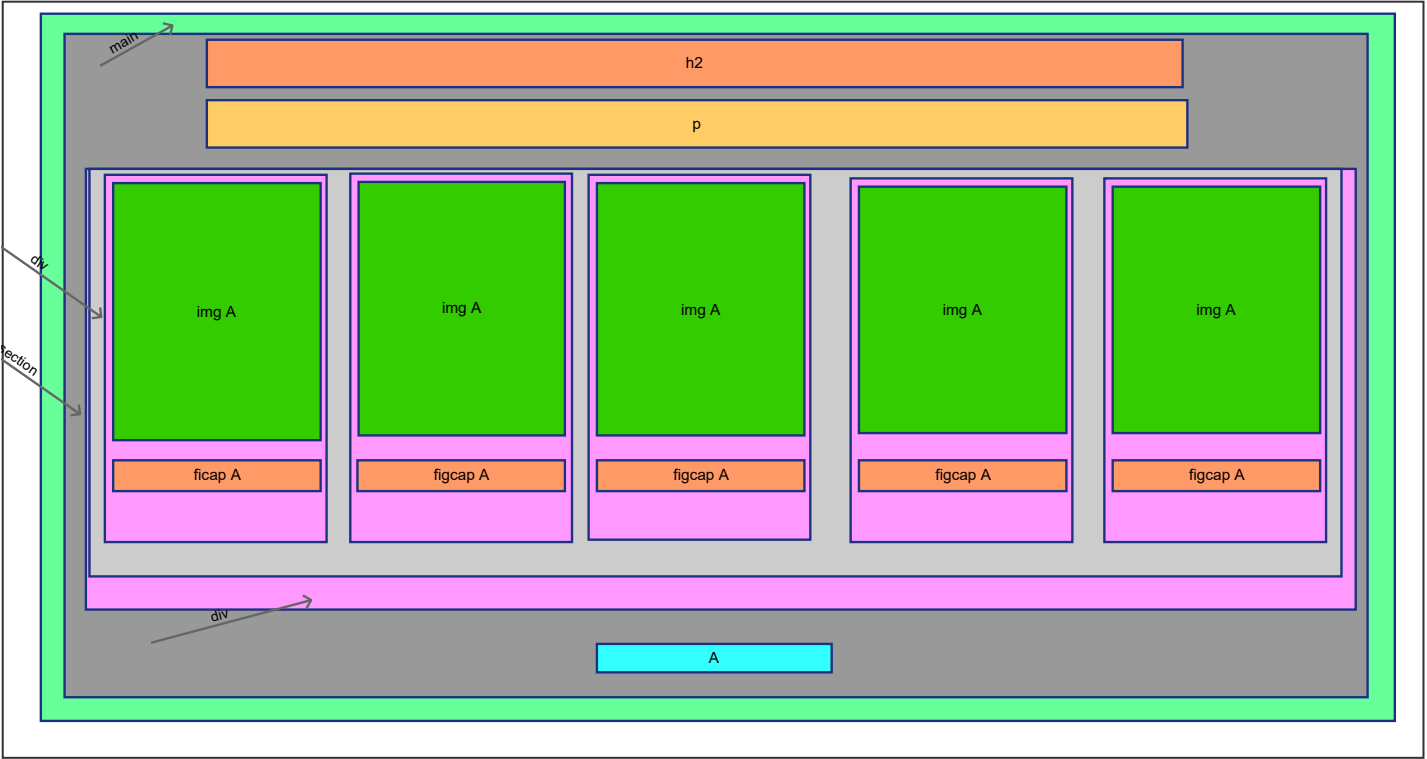 main
h2
p
div
img A
img A
img A
img A
img A
section
ficap A
figcap A
figcap A
figcap A
figcap A
div
A